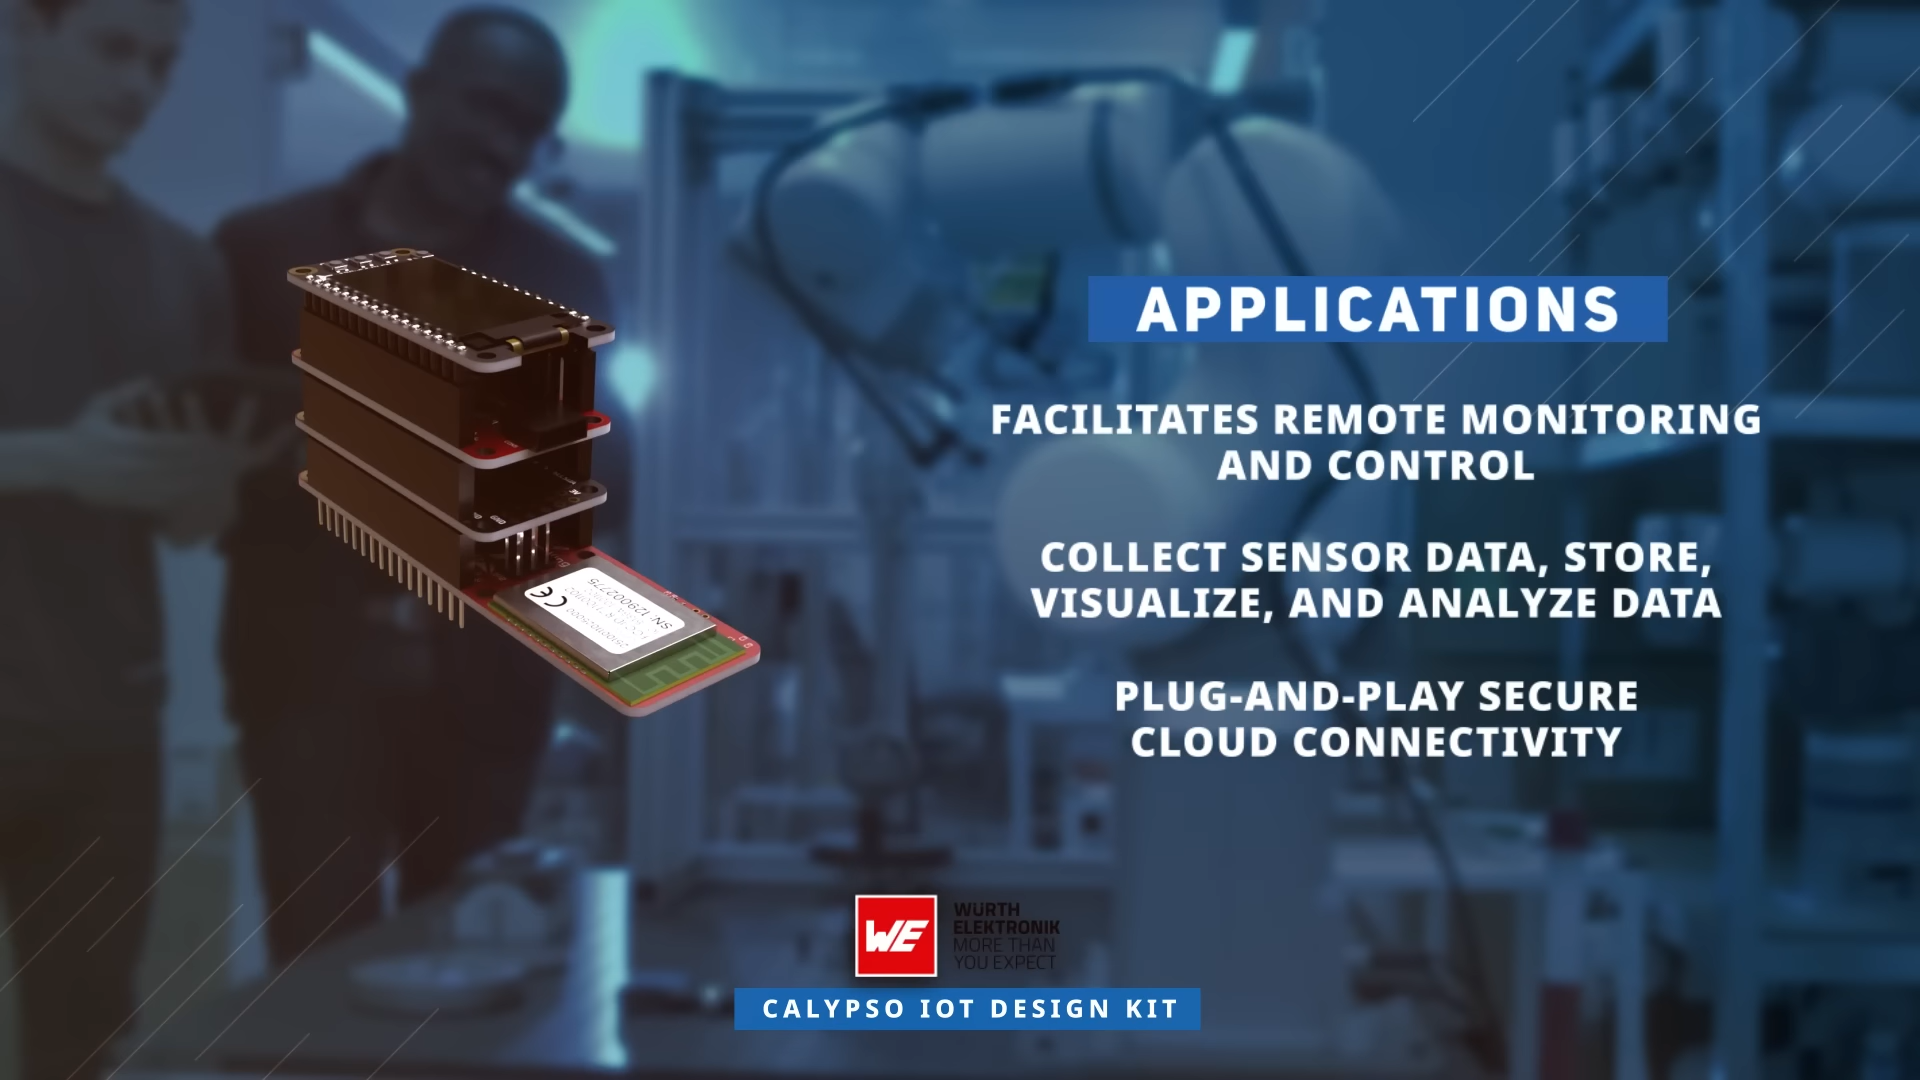 APPLICATIONS
FACILITATES REMOTE MONITORING
AND CONTROL
COLLECT SENSOR DATA, STORE,
VISUALIZE, AND ANALYZE DATA
PLUG-AND-PLAY SECURE
CLOUD CONNECTIVITY
CE
WE
WÜRTH
ELEKTRONIK
MORE THAN
YOU EXPECT
CALYPSO IOT DESIGN KIT